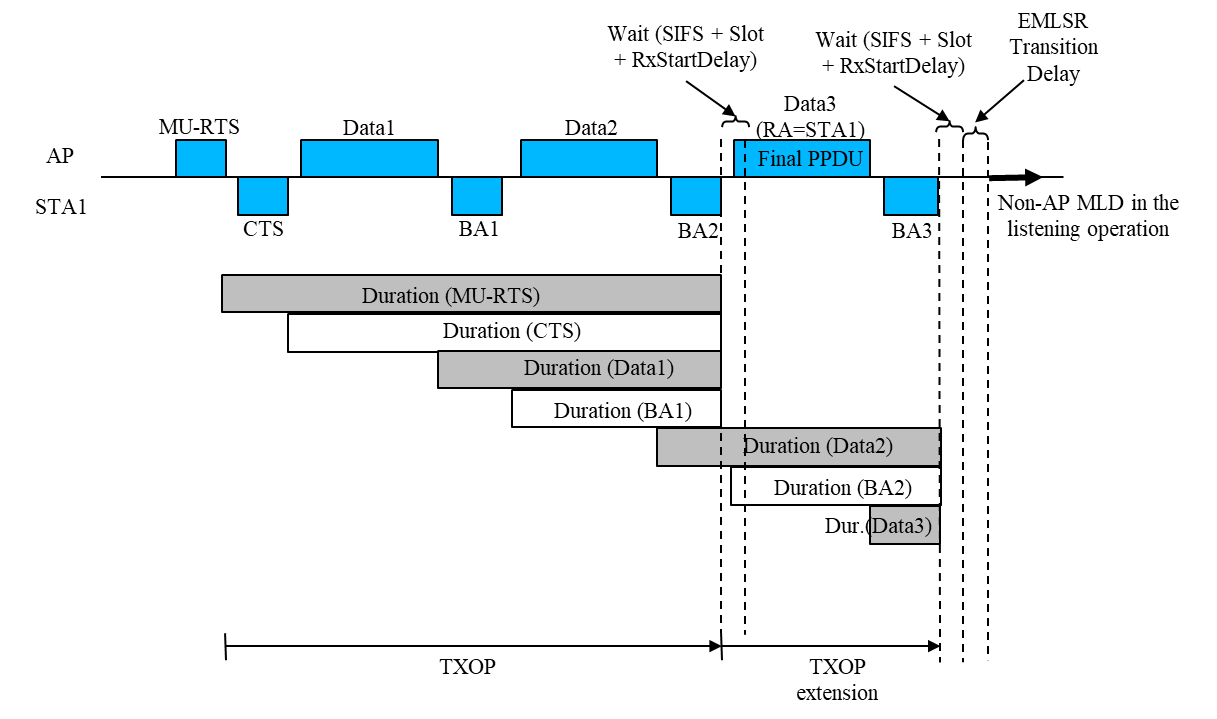 EMLSR
Transition
Delay
Wait (SIFS + Slot
+ RxStartDelay)
Wait (SIFS + Slot
+ RxStartDelay)
Data3
(RA=STA1)
MU-RTS
Data1
Data2
AP
Final PPDU
STA1
CTS
BA1
BA2
BA3
Non-AP MLD in the
listening operation
Duration (MU-RTS)
Duration (CTS)
Duration (Data1)
Duration (BA1)
Duration (Data2)
Duration (BA2)
Dur.(Data3)
TXOP
TXOP
extension